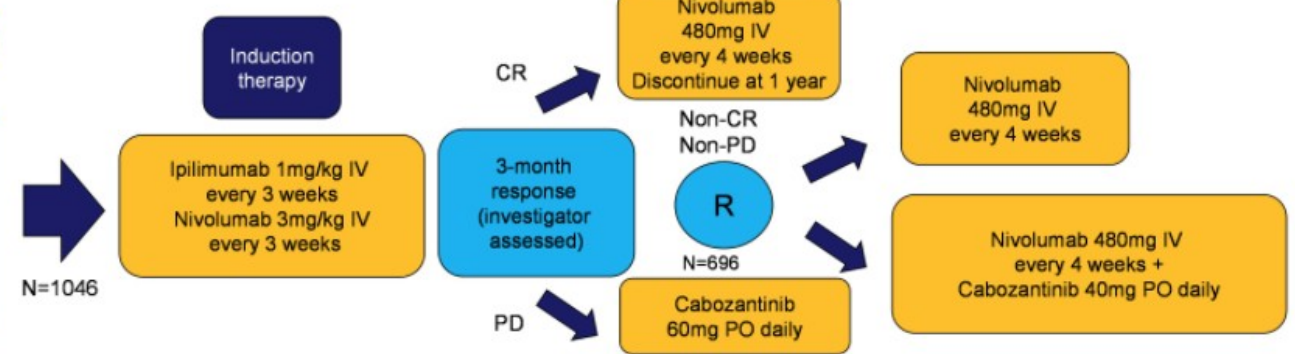 Induction
therapy
Ipilimumab 1mg/kg IV
every 3 weeks
Nivolumab 3mg/kg IV
every 3 weeks
N=1046
3-month
response
(investigator
assessed)
CR
Nivolumab
480mg IV
every 4 weeks
Discontinue at 1 year
Non-CR
Non-PD
R
N=696
PD
Cabozantinib
60mg PO daily
Nivolumab
480mg IV
every 4 weeks
Nivolumab 480mg IV
every 4 weeks +
Cabozantinib 40mg PO daily